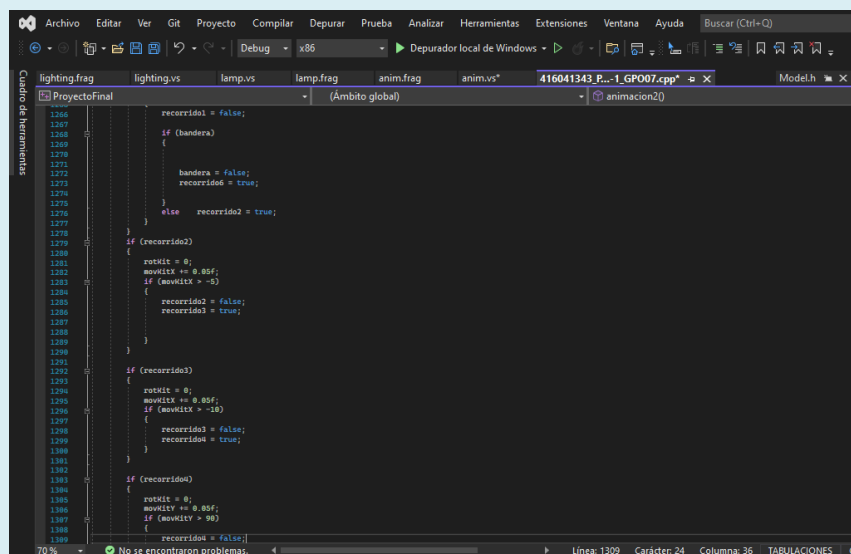 Archivo Editar Ver Git Proyecto Compilar Depurar Prueba Analizar Herramientas Extensiones Ventana Ayuda Buscar (Ctrl+Q)
Debug x86 Depurador local de Windows
Cuadro de herramientas
lighting.frag lighting.vs lamp.vs lamp.frag anim.frag anim.vs* 416041343_P...-1_GPO07.cpp* Model.h
ProyectoFinal (Ámbito global) animacion2()
1266 recorrido1 = false;
1267
1268 if (bandera)
1269 {
1270
1271
1272 bandera = false;
1273 recorrido6 = true;
1274
1275 }
1276 else recorrido2 = true;
1277 }
1278 }
1279 if (recorrido2)
1280 {
1281 rotKit = 0;
1282 movKitX += 0.05f;
1283 if (movKitX > -5)
1284 {
1285 recorrido2 = false;
1286 recorrido3 = true;
1287
1288
1289 }
1290 }
1291
1292 if (recorrido3)
1293 {
1294 rotKit = 0;
1295 movKitX += 0.05f;
1296 if (movKitX > -10)
1297 {
1298 recorrido3 = false;
1299 recorrido4 = true;
1300 }
1301 }
1302
1303 if (recorrido4)
1304 {
1305 rotKit = 0;
1306 movKitY += 0.05f;
1307 if (movKitY > 90)
1308 {
1309 recorrido4 = false;
70 % No se encontraron problemas. Línea: 1309 Carácter: 24 Columna: 36 TABULACIONES